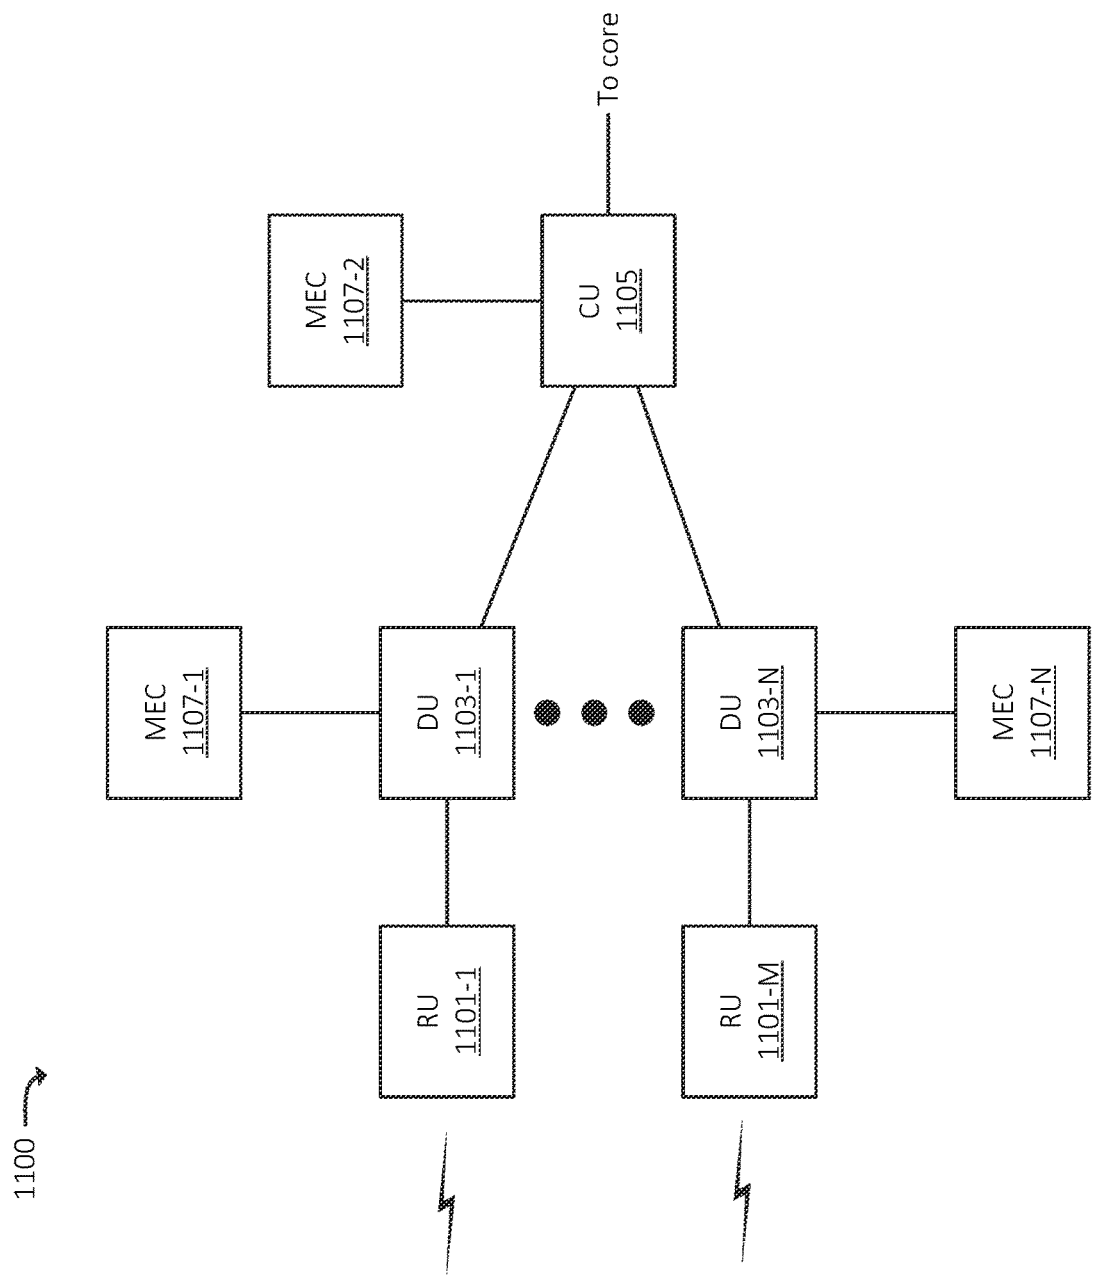 1100
MEC
1107-1
MEC
1107-2
RU
1101-1
DU
1103-1
CU
1105
To core
RU
1101-M
DU
1103-N
MEC
1107-N